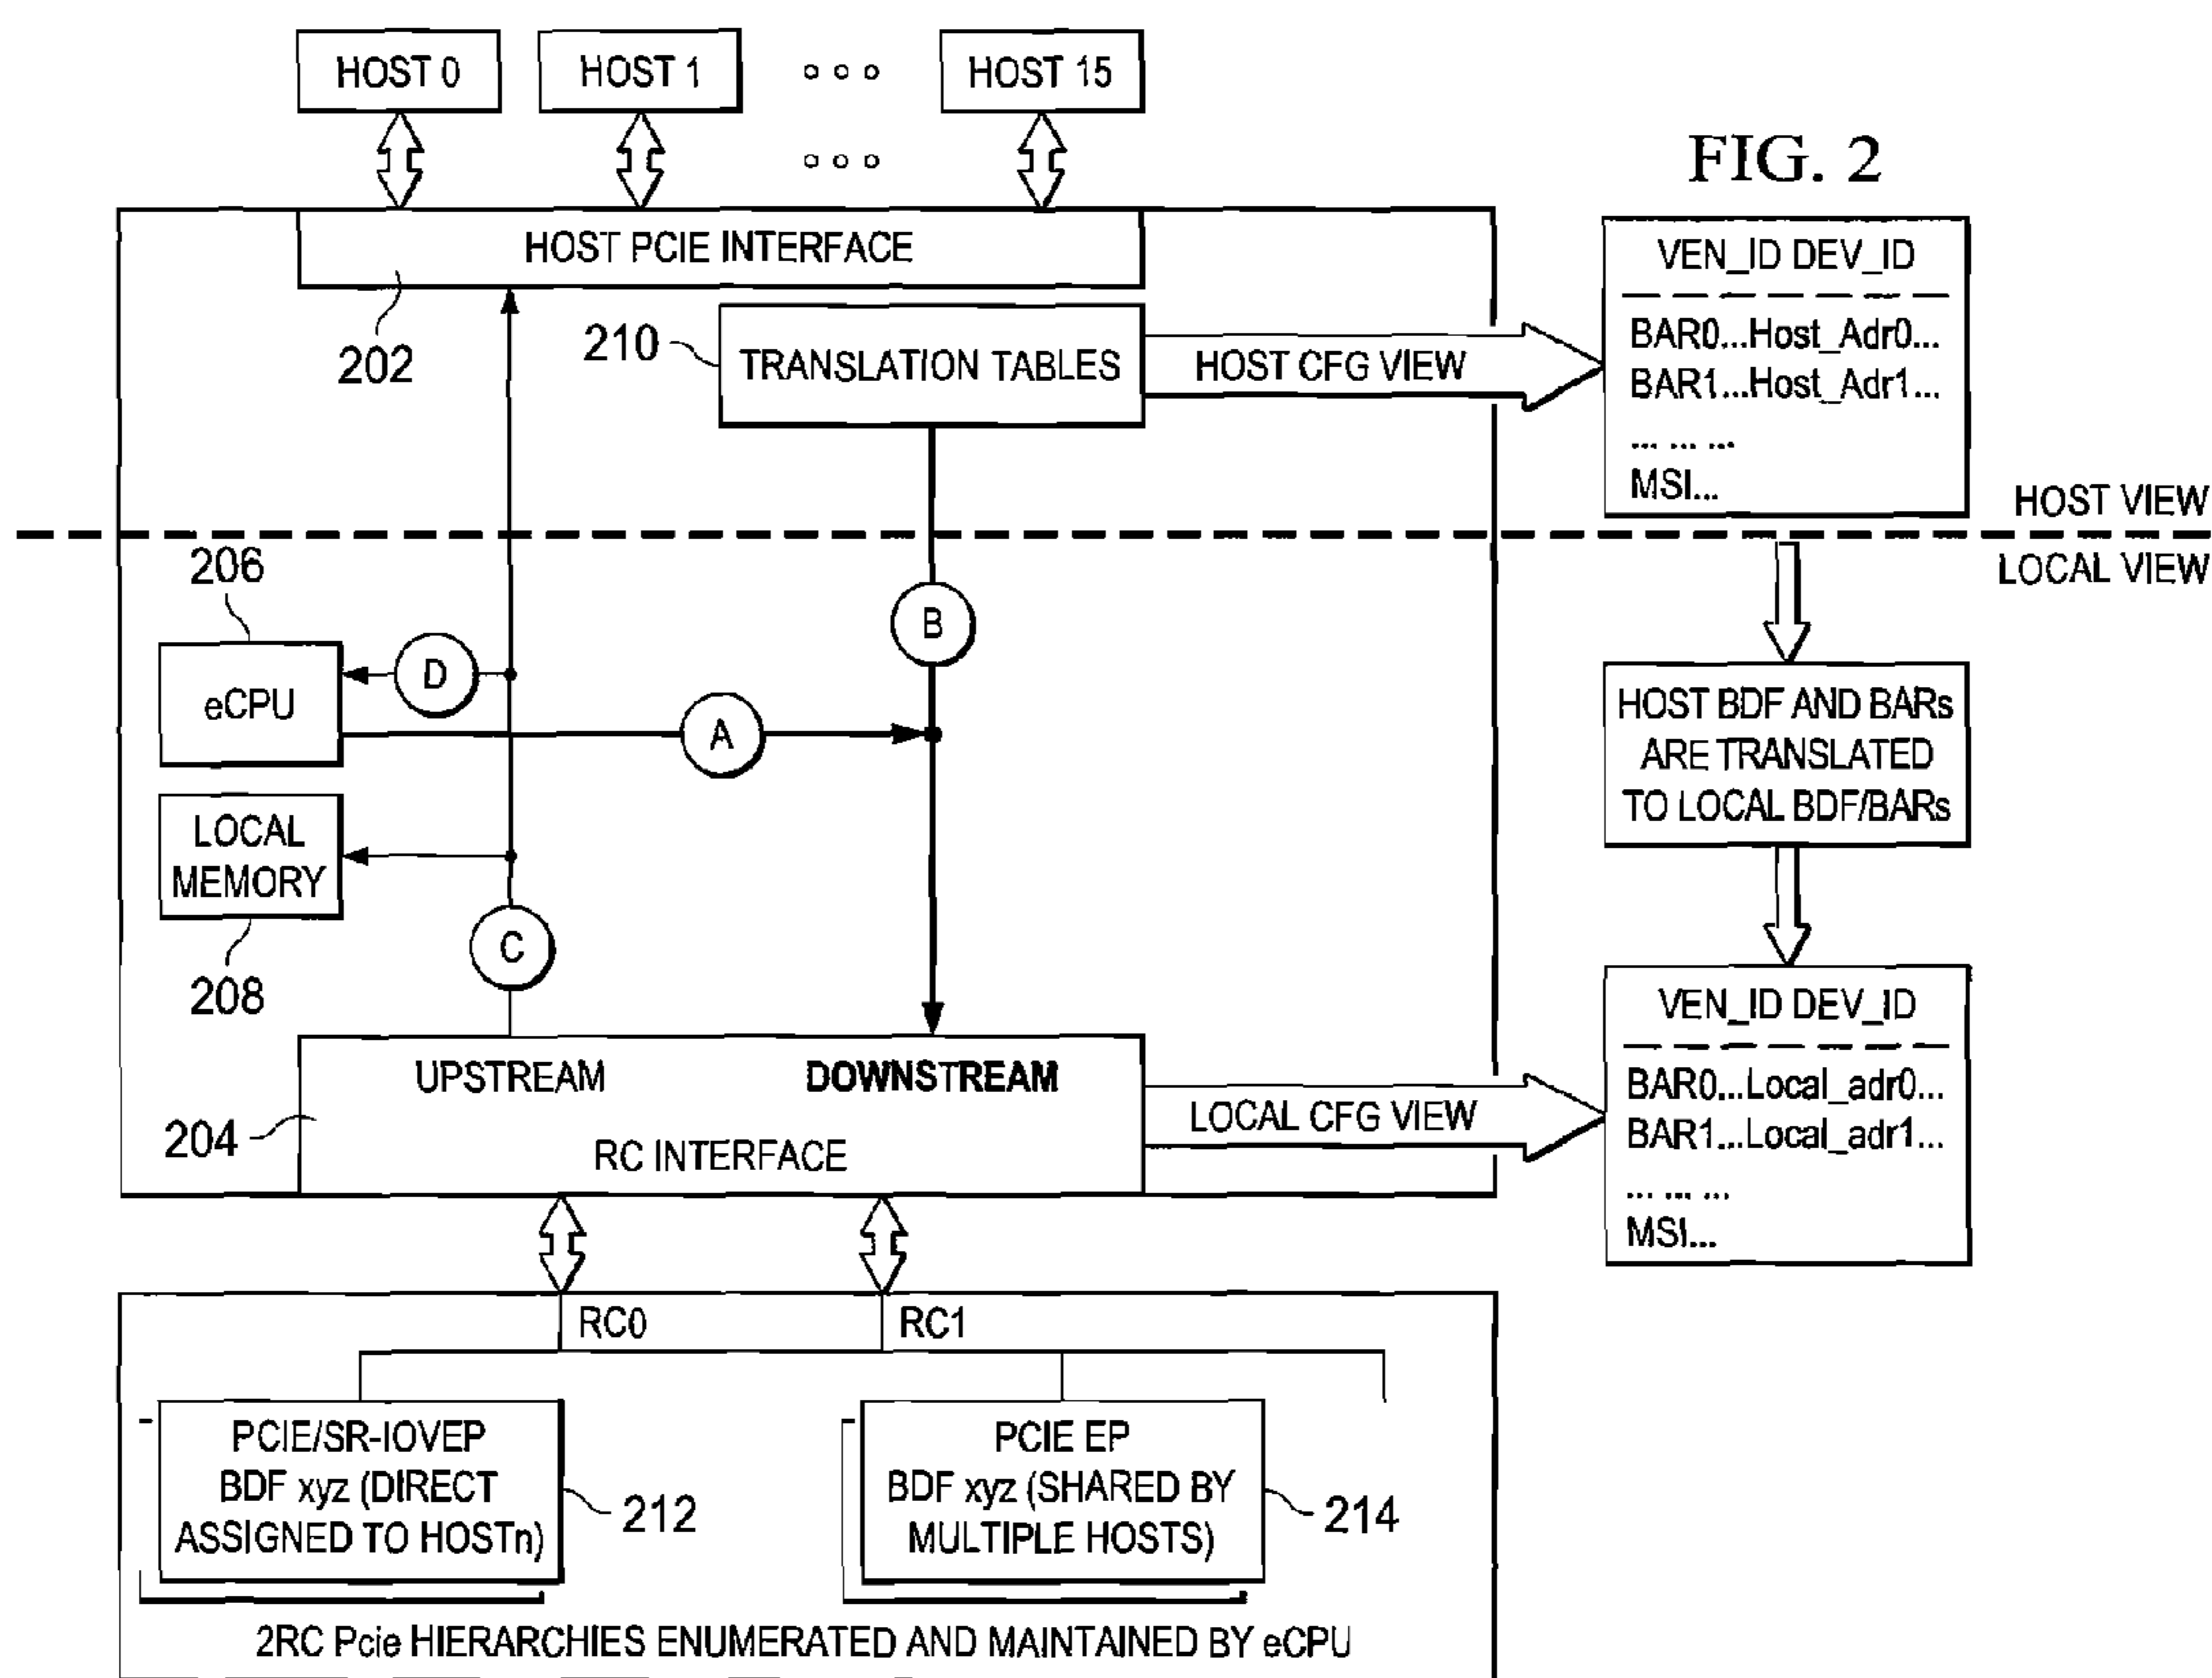 HOST 0
HOST 1
HOST 15
FIG. 2
HOST PCIE INTERFACE
202
210
TRANSLATION TABLES
HOST CFG VIEW
VEN_ID DEV_ID
BAR0...Host_Adr0...
BAR1...Host_Adr1...
... ... ...
MSI...
HOST VIEW
LOCAL VIEW
206
eCPU
D
B
A
LOCAL
MEMORY
208
C
HOST BDF AND BARs
ARE TRANSLATED
TO LOCAL BDF/BARs
UPSTREAM
DOWNSTREAM
204
RC INTERFACE
LOCAL CFG VIEW
VEN_ID DEV_ID
BAR0...Local_adr0...
BAR1...Local_adr1...
... ... ...
MSI...
RC0
RC1
PCIE/SR-IOVEP
BDF xyz (DIRECT
ASSIGNED TO HOSTn)
212
PCIE EP
BDF xyz (SHARED BY
MULTIPLE HOSTS)
214
2RC Pcie HIERARCHIES ENUMERATED AND MAINTAINED BY eCPU